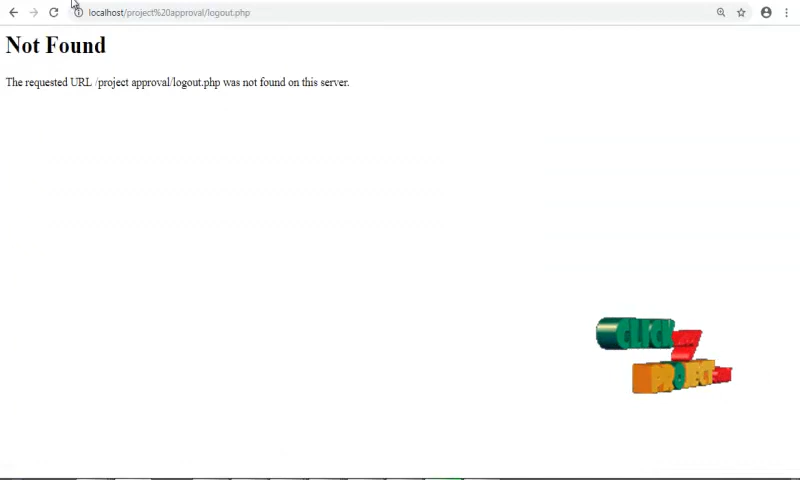 localhost/project%20approval/logout.php
Not Found
The requested URL /project approval/logout.php was not found on this server.
CLICK
PROJECT